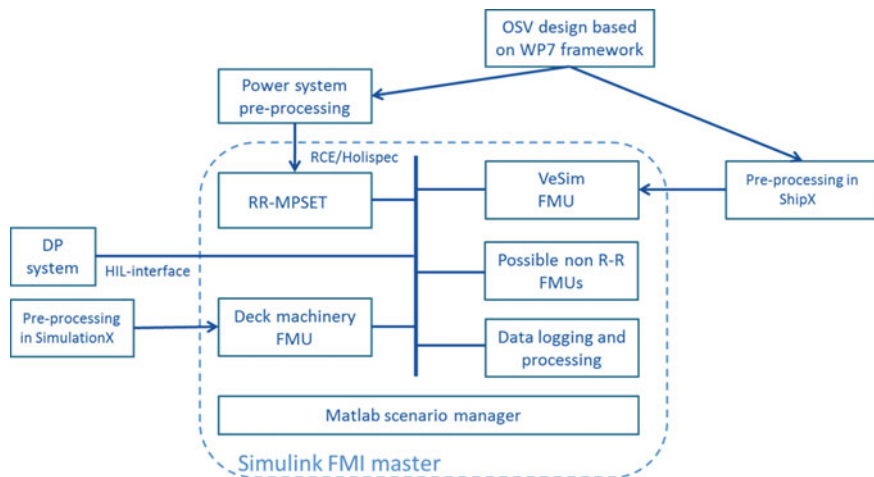 OSV design based
on WP7 framework
Power system
pre-processing
RCE/Holispec
RR-MPSET
VeSim
FMU
Pre-processing in
ShipX
DP
system
HIL-interface
Possible non R-R
FMUs
Pre-processing
in SimulationX
Deck machinery
FMU
Data logging and
processing
Matlab scenario manager
Simulink FMI master